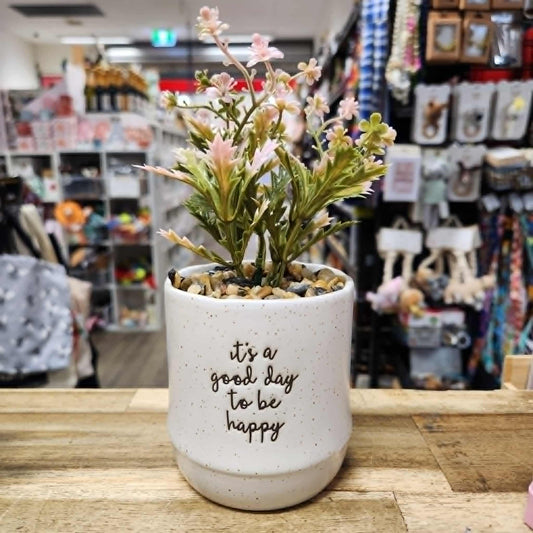 it's a
good day
to be
happy